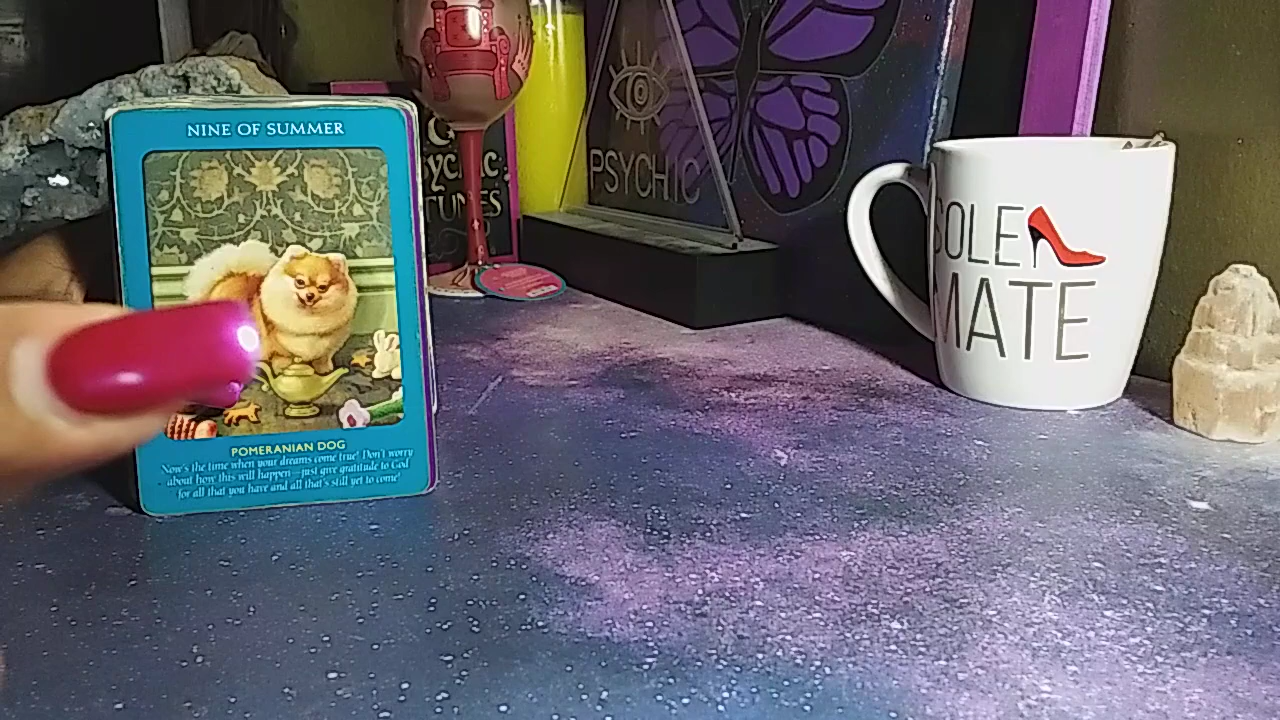 NINE OF SUMMER
POMERANIAN DOG
Now's the time when your dreams come true! Don't worry
about how this will happen—just give gratitude to God
for all that you have and all that's still yet to come!
PSYCHIC
PSYCHIC
SOLE
MATE